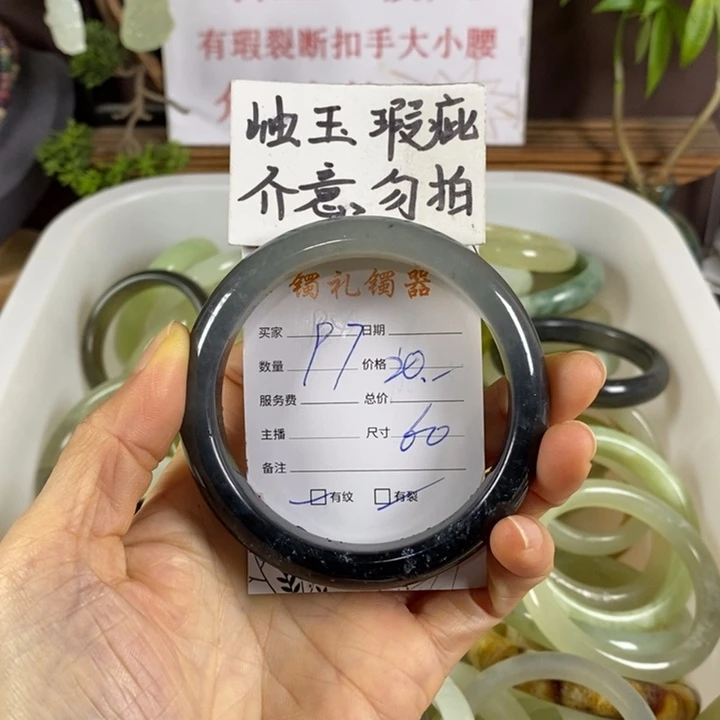 有瑕裂断扣手大小腰
岫玉 瑕疵
介意勿拍
镯礼镯器
买家 P7 日期
数量 价格 20.-
服务费 总价
主播 尺寸 60
备注
有纹 有裂